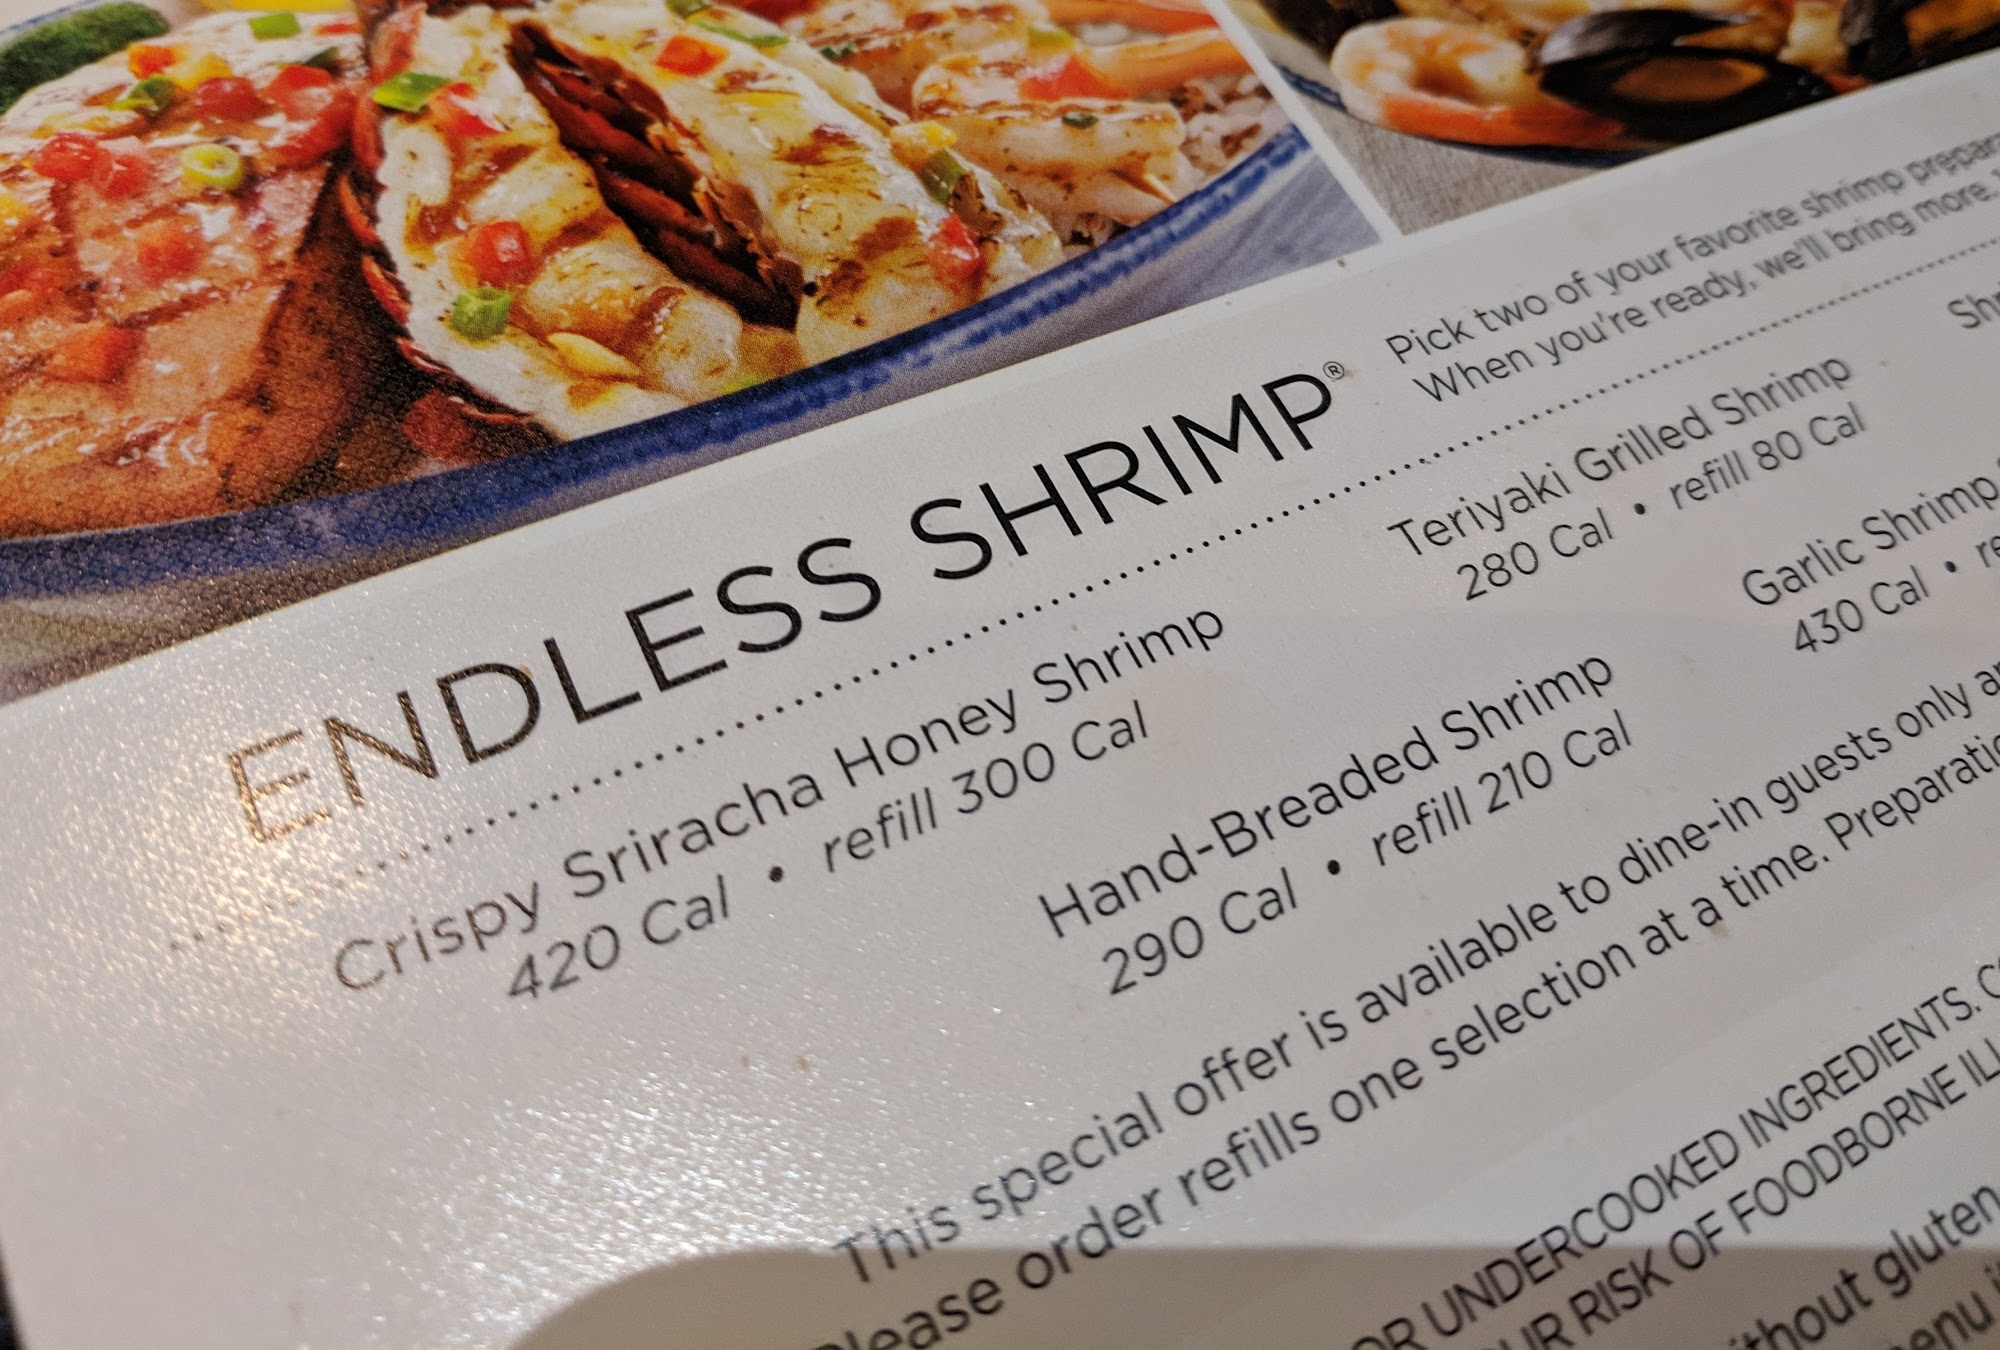 ENDLESS SHRIMP®
Pick two of your favorite shrimp
When you're ready, we'll bring more.
Crispy Sriracha Honey Shrimp
420 Cal • refill 300 Cal
Teriyaki Grilled Shrimp
280 Cal • refill 80 Cal
Hand-Breaded Shrimp
290 Cal • refill 210 Cal
Garlic Shrimp
430 Cal •
This special offer is available to dine-in guests only
Please order refills one selection at a time.
OR UNDERCOOKED INGREDIENTS.
RISK OF FOODBORNE
gluten